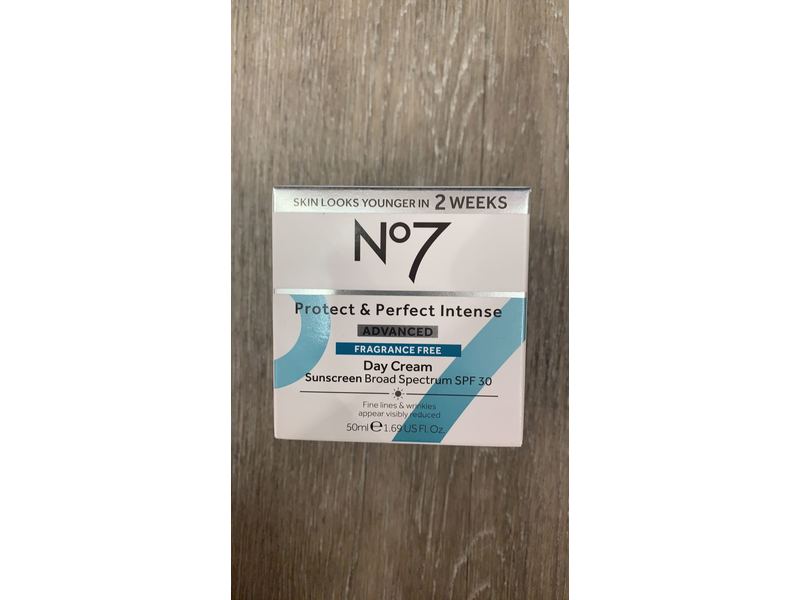 SKIN LOOKS YOUNGER IN 2 WEEKS
Nº7
Protect & Perfect Intense
ADVANCED
FRAGRANCE FREE
Day Cream
Sunscreen Broad Spectrum SPF 30
Fine lines & wrinkles
appear visibly reduced
50ml ℮ 1.69 US Fl. Oz.